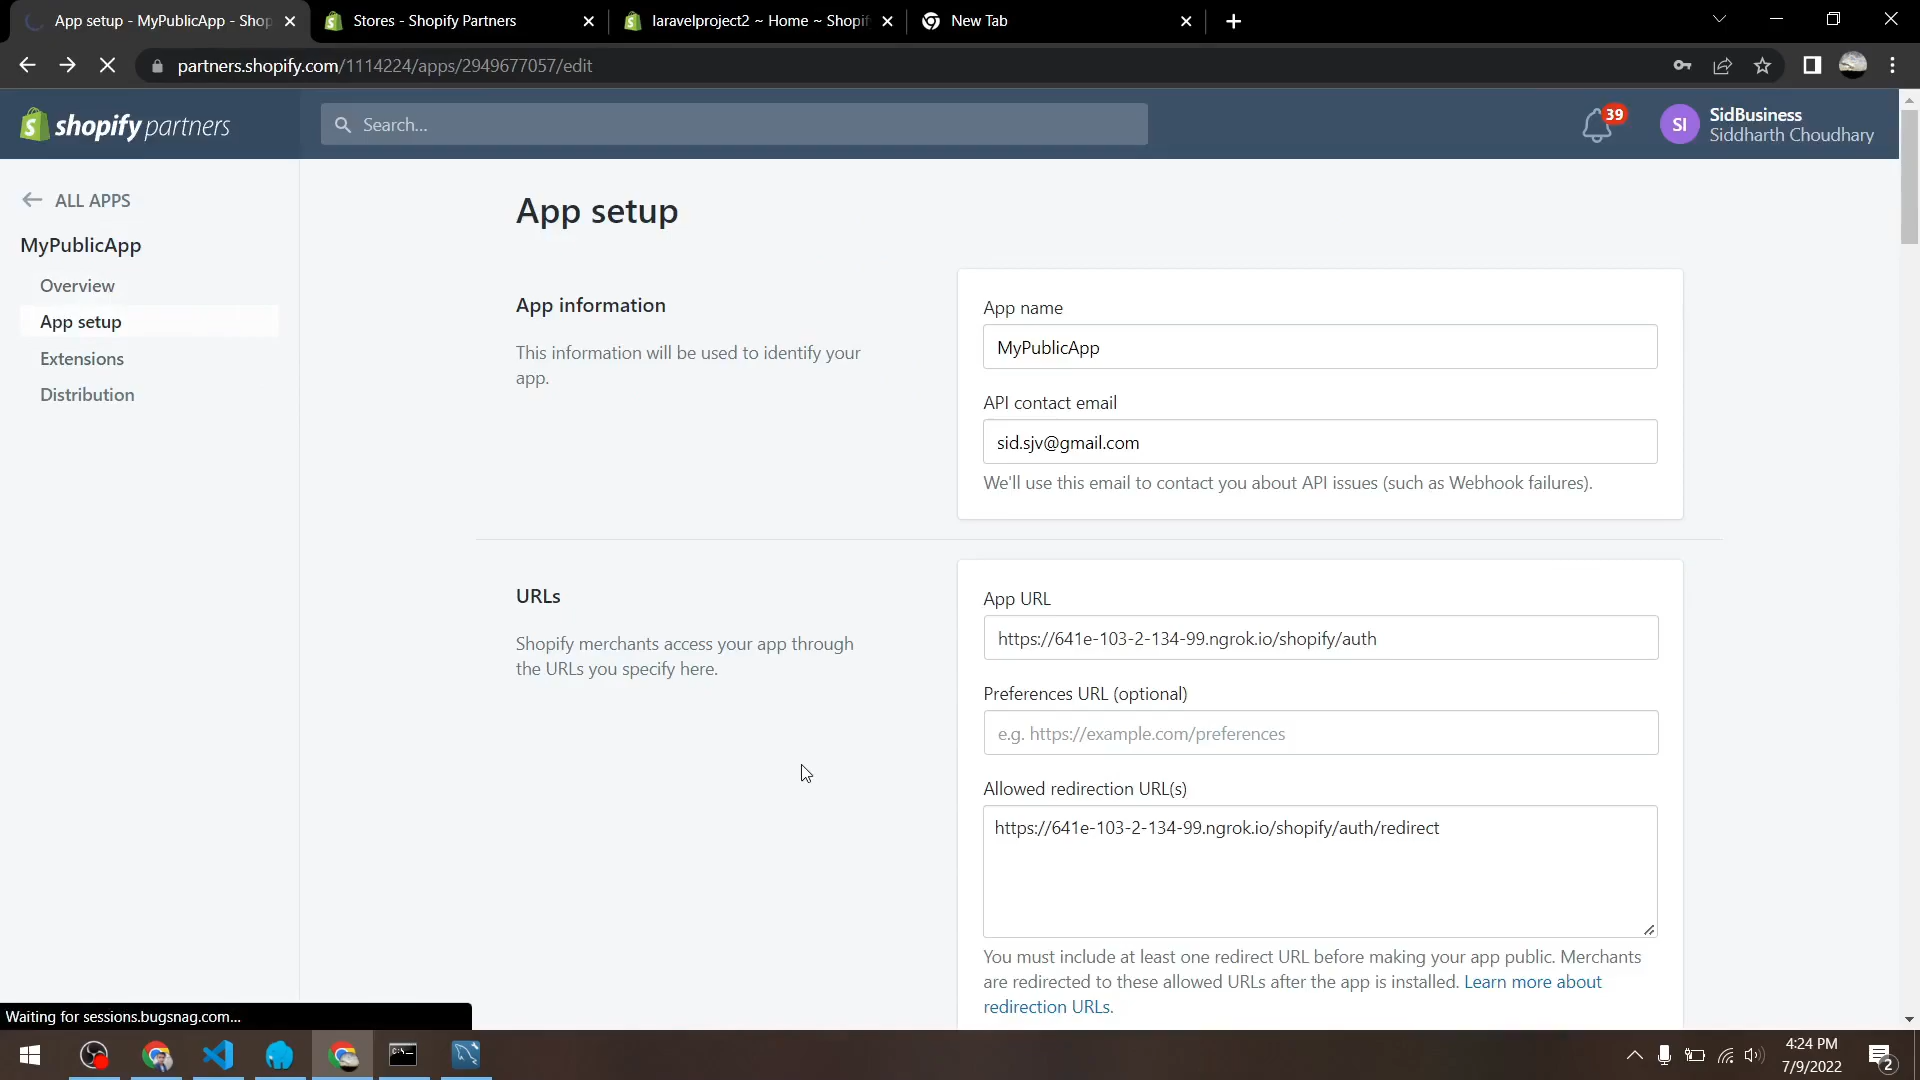 App setup - MyPublicApp - Shop
Stores - Shopify Partners
laravelproject2 ~ Home ~ Shopif
New Tab
partners.shopify.com/1114224/apps/2949677057/edit
shopify partners
Search...
39
SI
SidBusiness
Siddharth Choudhary
ALL APPS
MyPublicApp
Overview
App setup
Extensions
Distribution
App setup
App information
This information will be used to identify your
app.
App name
MyPublicApp
API contact email
sid.sjv@gmail.com
We'll use this email to contact you about API issues (such as Webhook failures).
URLs
Shopify merchants access your app through
the URLs you specify here.
App URL
https://641e-103-2-134-99.ngrok.io/shopify/auth
Preferences URL (optional)
e.g. https://example.com/preferences
Allowed redirection URL(s)
https://641e-103-2-134-99.ngrok.io/shopify/auth/redirect
You must include at least one redirect URL before making your app public. Merchants
are redirected to these allowed URLs after the app is installed. Learn more about
redirection URLs.
Waiting for sessions.bugsnag.com...
4:24 PM
7/9/2022
2